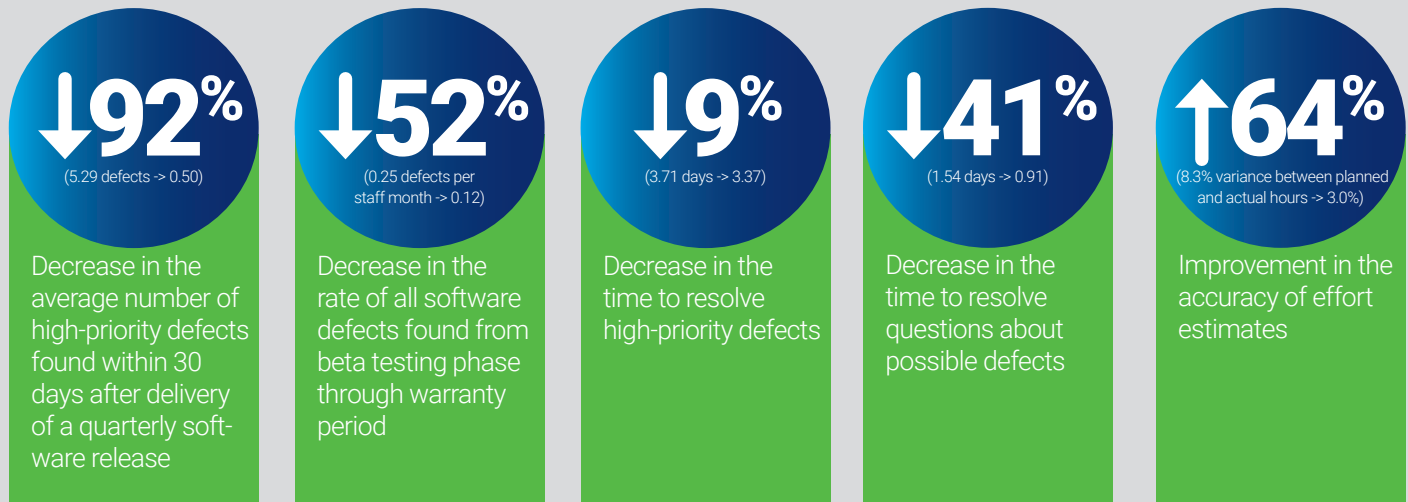 ↓92%
(5.29 defects -> 0.50)
Decrease in the
average number of
high-priority defects
found within 30
days after delivery
of a quarterly soft-
ware release
↓52%
(0.25 defects per
staff month -> 0.12)
Decrease in the
rate of all software
defects found from
beta testing phase
through warranty
period
↓9%
(3.71 days -> 3.37)
Decrease in the
time to resolve
high-priority defects
↓41%
(1.54 days -> 0.91)
Decrease in the
time to resolve
questions about
possible defects
↑64%
(8.3% variance between planned
and actual hours -> 3.0%)
Improvement in the
accuracy of effort
estimates